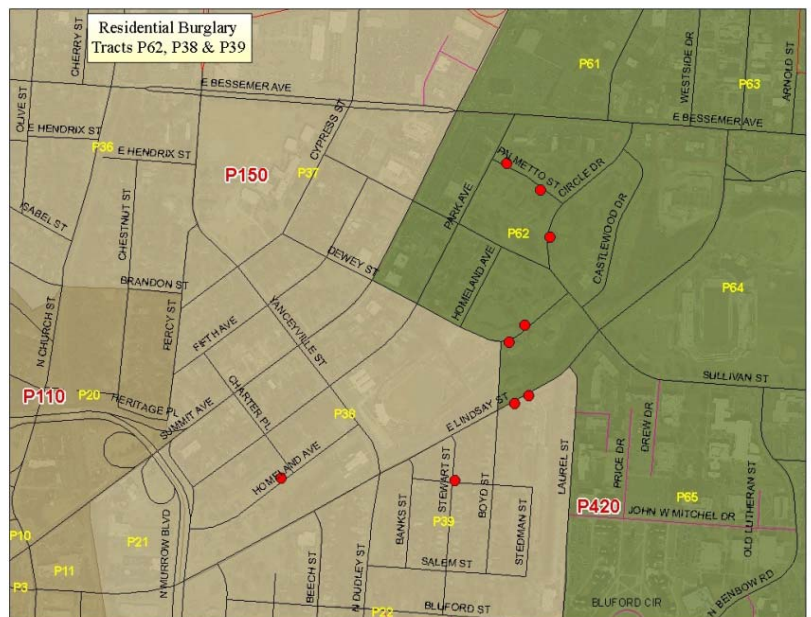 Residential Burglary
Tracts P62, P38 & P39
CHERRY ST
P61
WESTSIDE DR
P63
ARNOLD ST
E BESSEMER AVE
OLIVE ST
E HENDRIX ST
CYPRESS ST
E BESSEMER AVE
P36
E HENDRIX ST
P150
P37
PALMETTO ST
CIRCLE DR
ISABEL ST
CHESTNUT ST
PARK AVE
P62
CASTLEWOOD DR
DEWEY ST
HOMELAND AVE
BRANDON ST
P64
N CHURCH ST
PERCY ST
FIFTH AVE
YANCEYVILLE ST
P20
P110
HERITAGE PL
SUMMIT AVE
CHARTER PL
P38
E LINDSAY ST
SULLIVAN ST
HOMELAND AVE
STEWART ST
BOYD ST
LAUREL ST
PRICE DR
DREW DR
P65
P420
JOHN W MITCHEL DR
OLD LUTHERAN ST
P10
P21
N MURROW BLVD
BANKS ST
P39
STEDMAN ST
P11
P3
BEECH ST
N DUDLEY ST
SALEM ST
P22
BLUFORD ST
BLUFORD CIR
N BENBOW RD